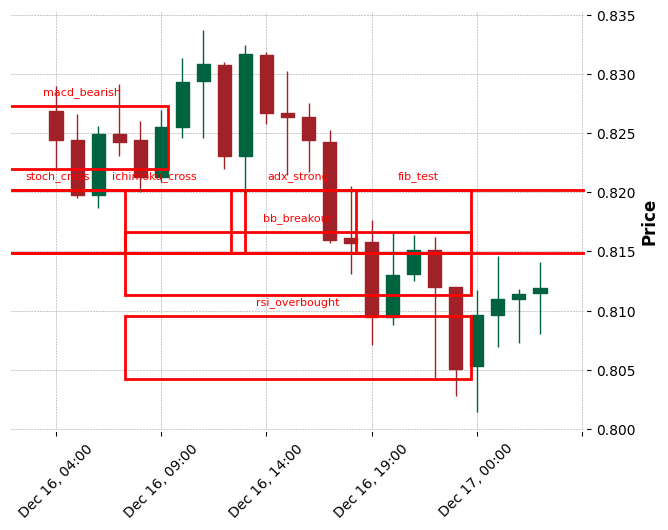 0.835
macd_bearish
0.830
0.825
stoch_cross
ichimoku_cross
adx_strong
fib_test
0.820
bb_breakout
0.815
rsi_overbought
0.810
0.805
0.800
Price
Dec 16, 04:00
Dec 16, 09:00
Dec 16, 14:00
Dec 16, 19:00
Dec 17, 00:00